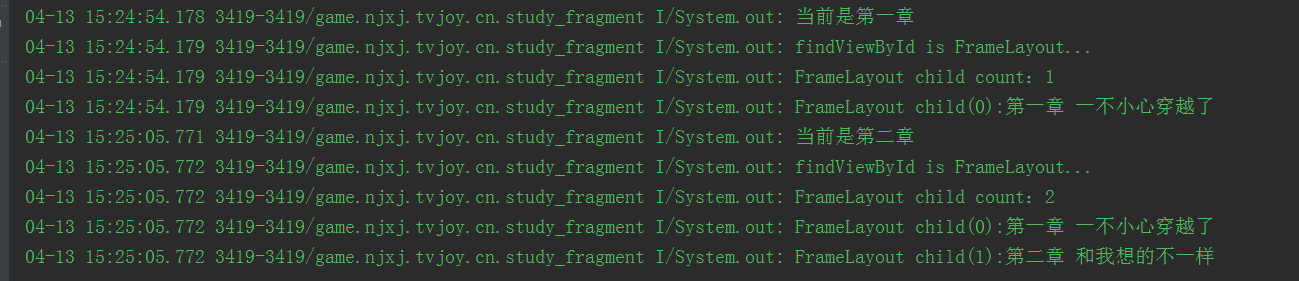 04-13 15:24:54.178 3419-3419/game.njxj.tvjoy.cn.study_fragment I/System.out: 当前是第一章
04-13 15:24:54.179 3419-3419/game.njxj.tvjoy.cn.study_fragment I/System.out: findViewById is FrameLayout...
04-13 15:24:54.179 3419-3419/game.njxj.tvjoy.cn.study_fragment I/System.out: FrameLayout child count：1
04-13 15:24:54.179 3419-3419/game.njxj.tvjoy.cn.study_fragment I/System.out: FrameLayout child(0):第一章 一不小心穿越了
04-13 15:25:05.771 3419-3419/game.njxj.tvjoy.cn.study_fragment I/System.out: 当前是第二章
04-13 15:25:05.772 3419-3419/game.njxj.tvjoy.cn.study_fragment I/System.out: findViewById is FrameLayout...
04-13 15:25:05.772 3419-3419/game.njxj.tvjoy.cn.study_fragment I/System.out: FrameLayout child count：2
04-13 15:25:05.772 3419-3419/game.njxj.tvjoy.cn.study_fragment I/System.out: FrameLayout child(0):第一章 一不小心穿越了
04-13 15:25:05.772 3419-3419/game.njxj.tvjoy.cn.study_fragment I/System.out: FrameLayout child(1):第二章 和我想的不一样